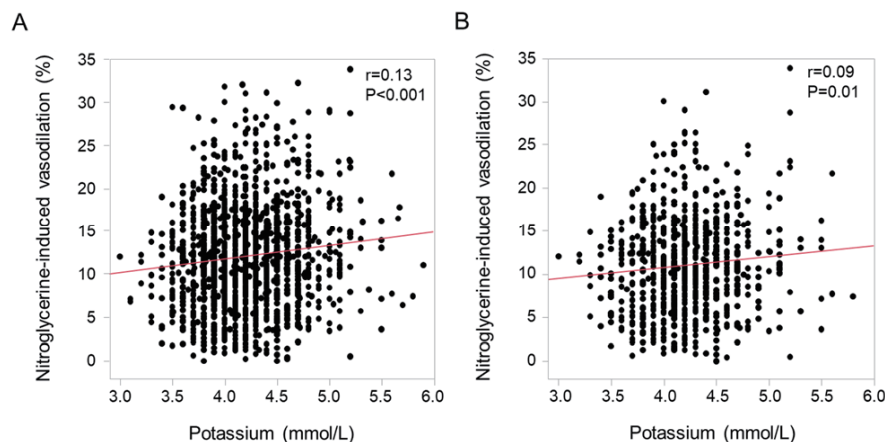 A
Nitroglycerine-induced vasodilation (%)
35
30
25
20
15
10
5
0
r=0.13
P<0.001
3.0 3.5 4.0 4.5 5.0 5.5 6.0
Potassium (mmol/L)
B
Nitroglycerine-induced vasodilation (%)
35
30
25
20
15
10
5
0
r=0.09
P=0.01
3.0 3.5 4.0 4.5 5.0 5.5 6.0
Potassium (mmol/L)